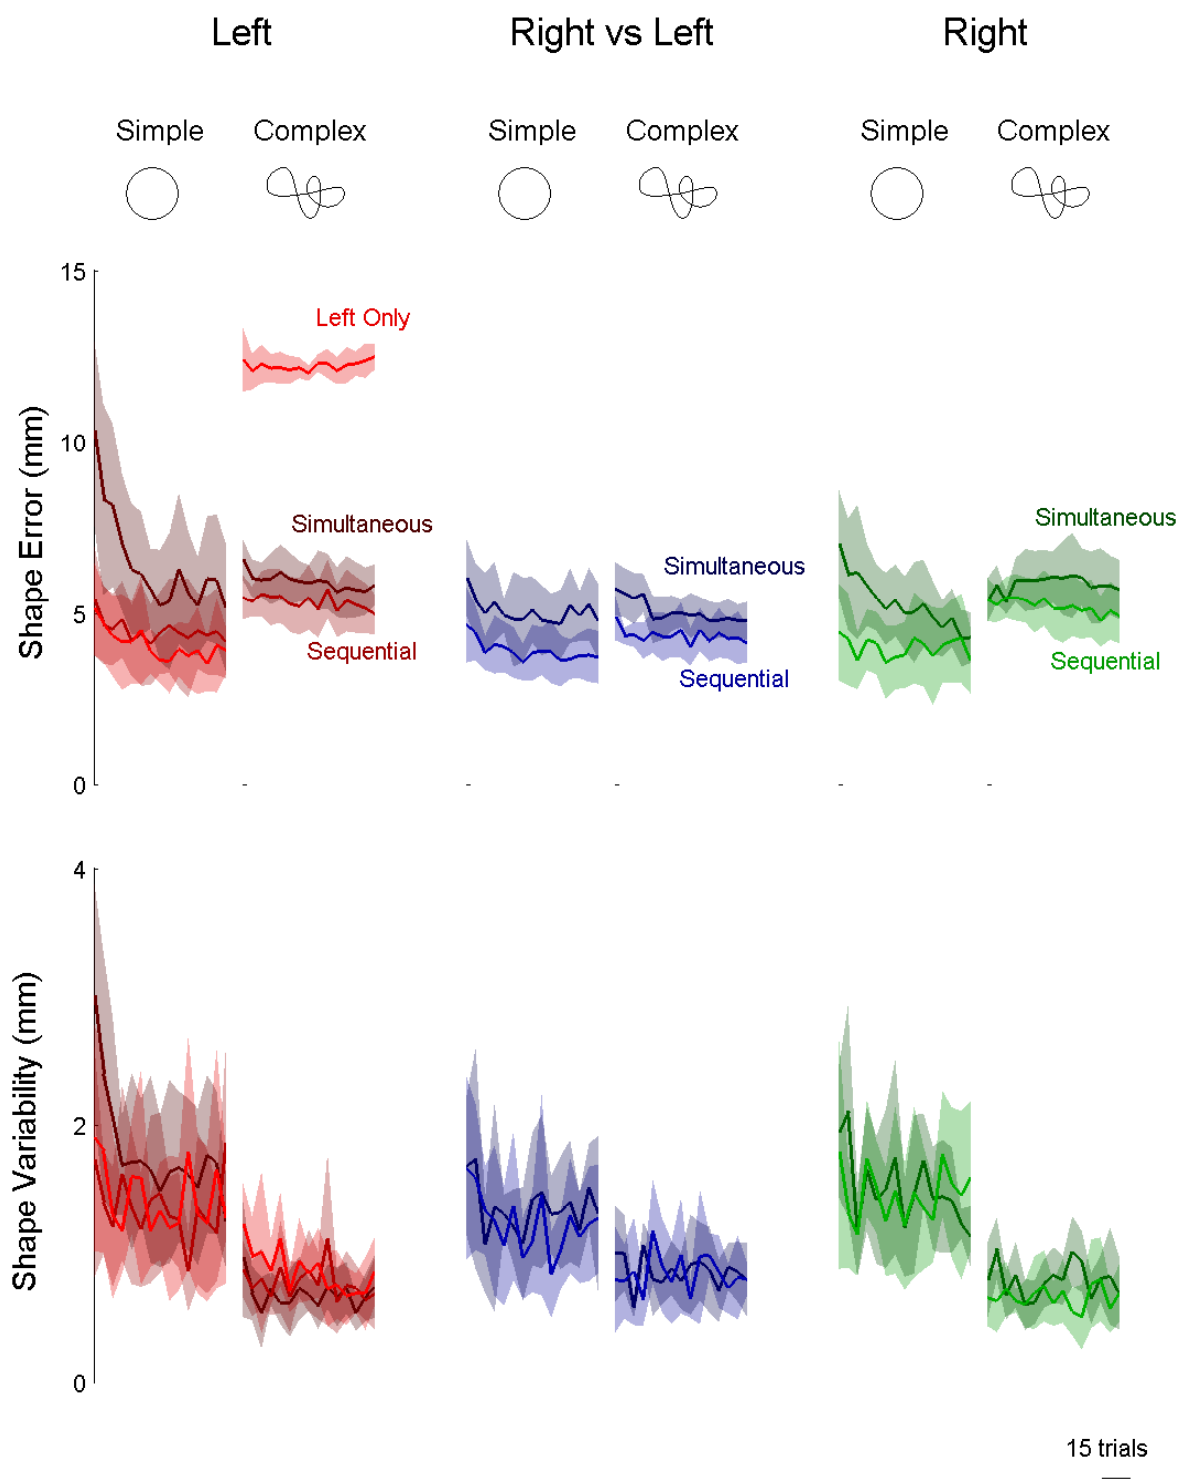 Left Right vs Left Right
Simple Complex Simple Complex Simple Complex
15
Left Only
10
Shape Error (mm)
Simultaneous Simultaneous Simultaneous
5
Sequential Sequential Sequential
0
4
Shape Variability (mm)
2
0
15 trials